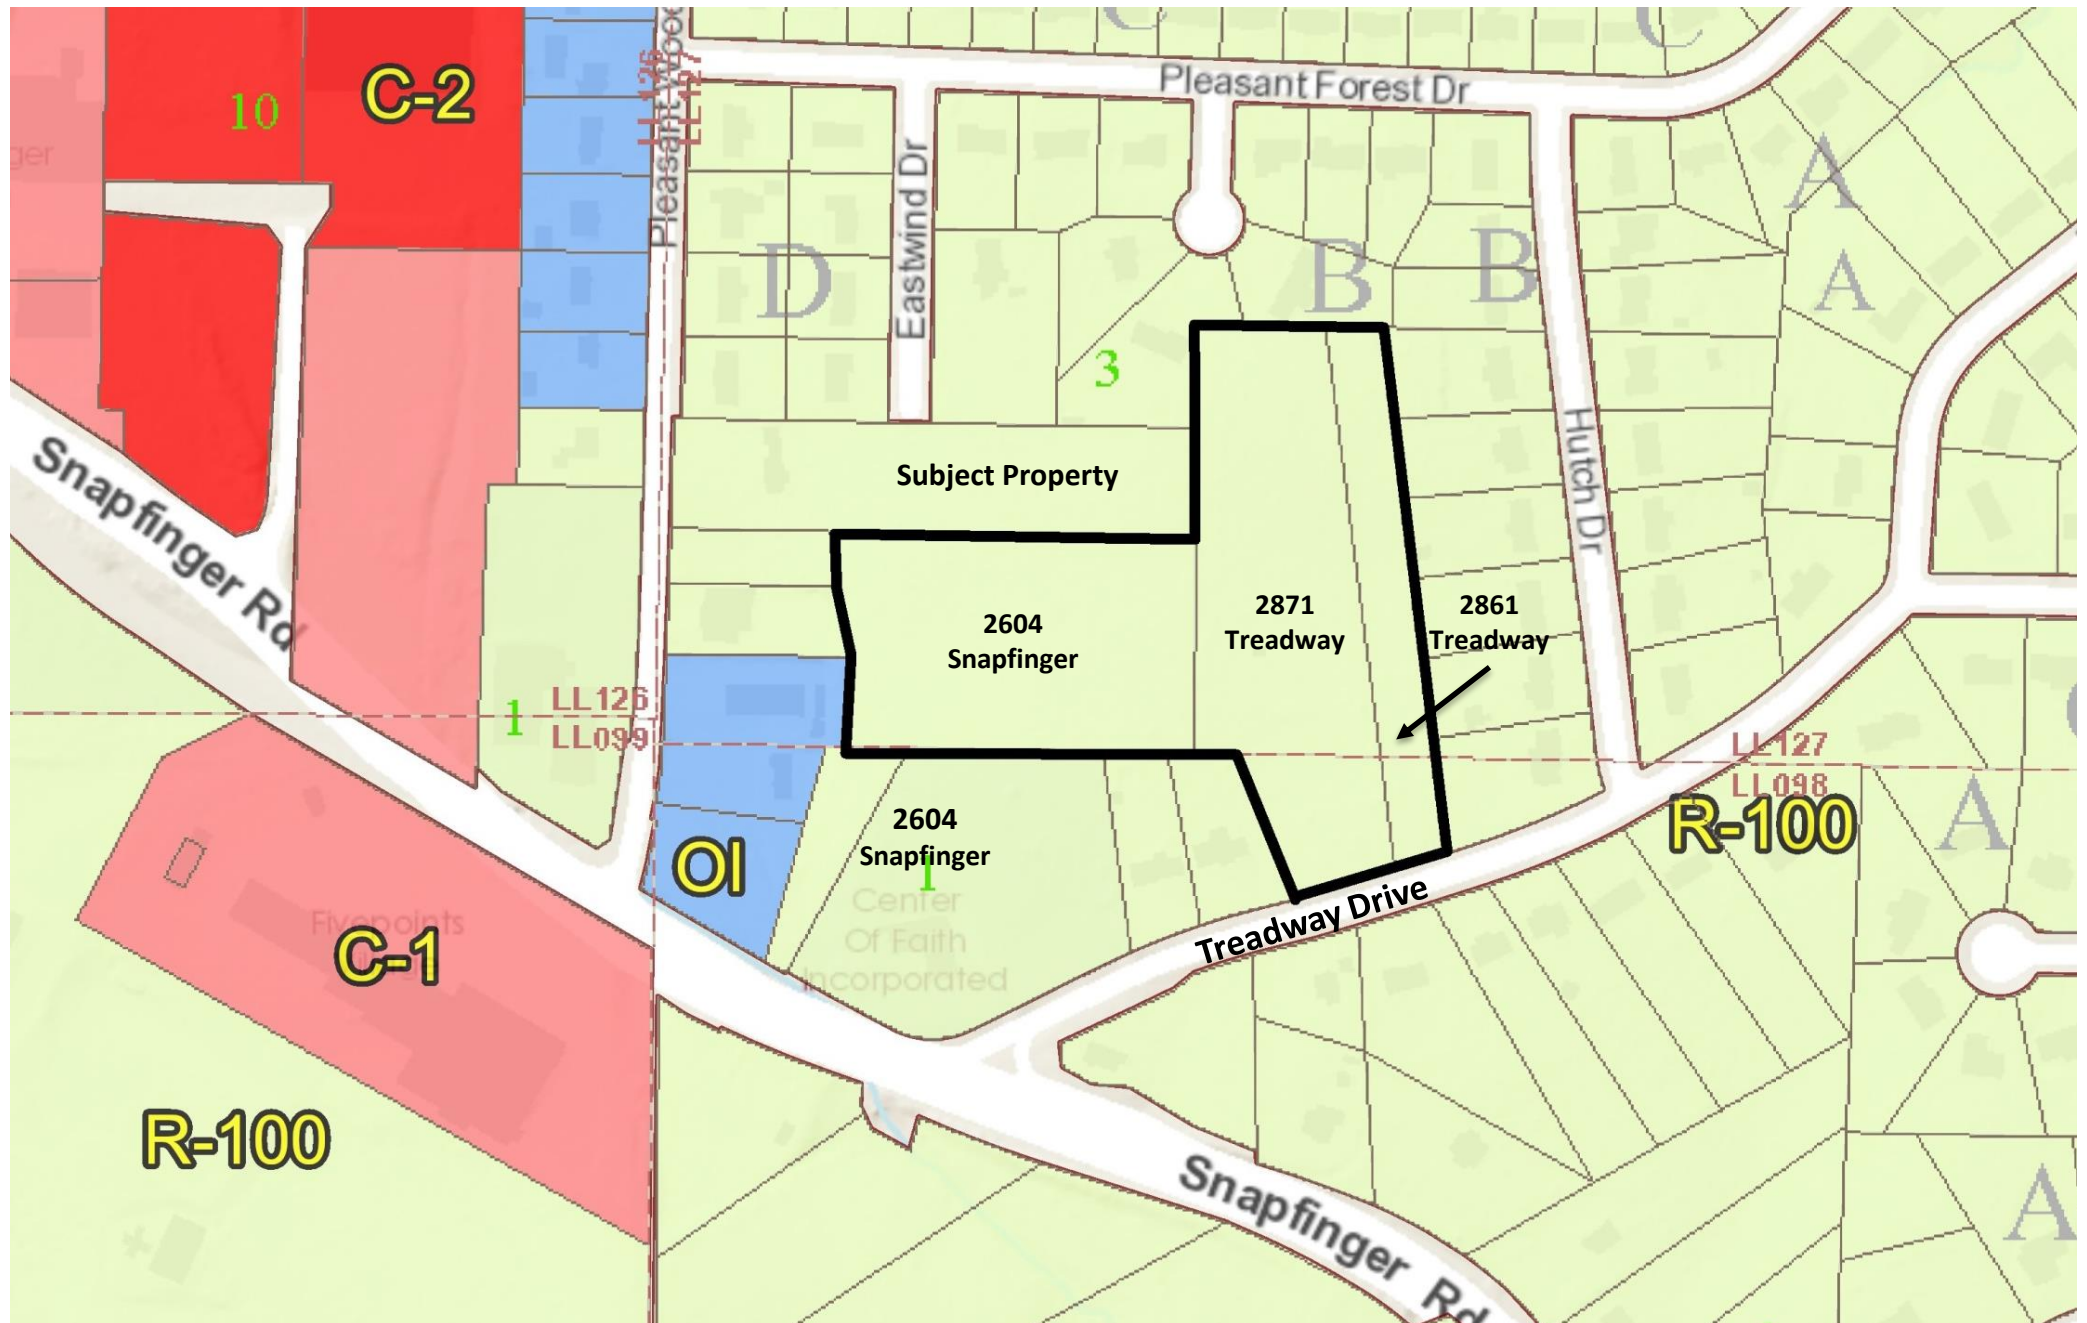 C
C
Pleasant Forest Dr
C-2
10
LL 126
LL 127
ger
Eastwind Dr
A
D
B
B
A
3
Subject Property
Hutch Dr
Snapfinger Rd
2604
Snapfinger
2871
Treadway
2861
Treadway
1
LL126
LL099
LL127
LL098
R-100
A
2604
Snapfinger
1
OI
Center
Of Faith
Incorporated
Treadway Drive
Fivepoints
C-1
R-100
Snapfinger Rd
A